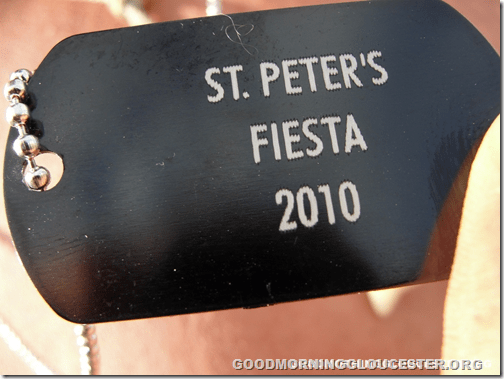 ST. PETER'S
FIESTA
2010
GOODMORNINGGLOUCESTER.ORG